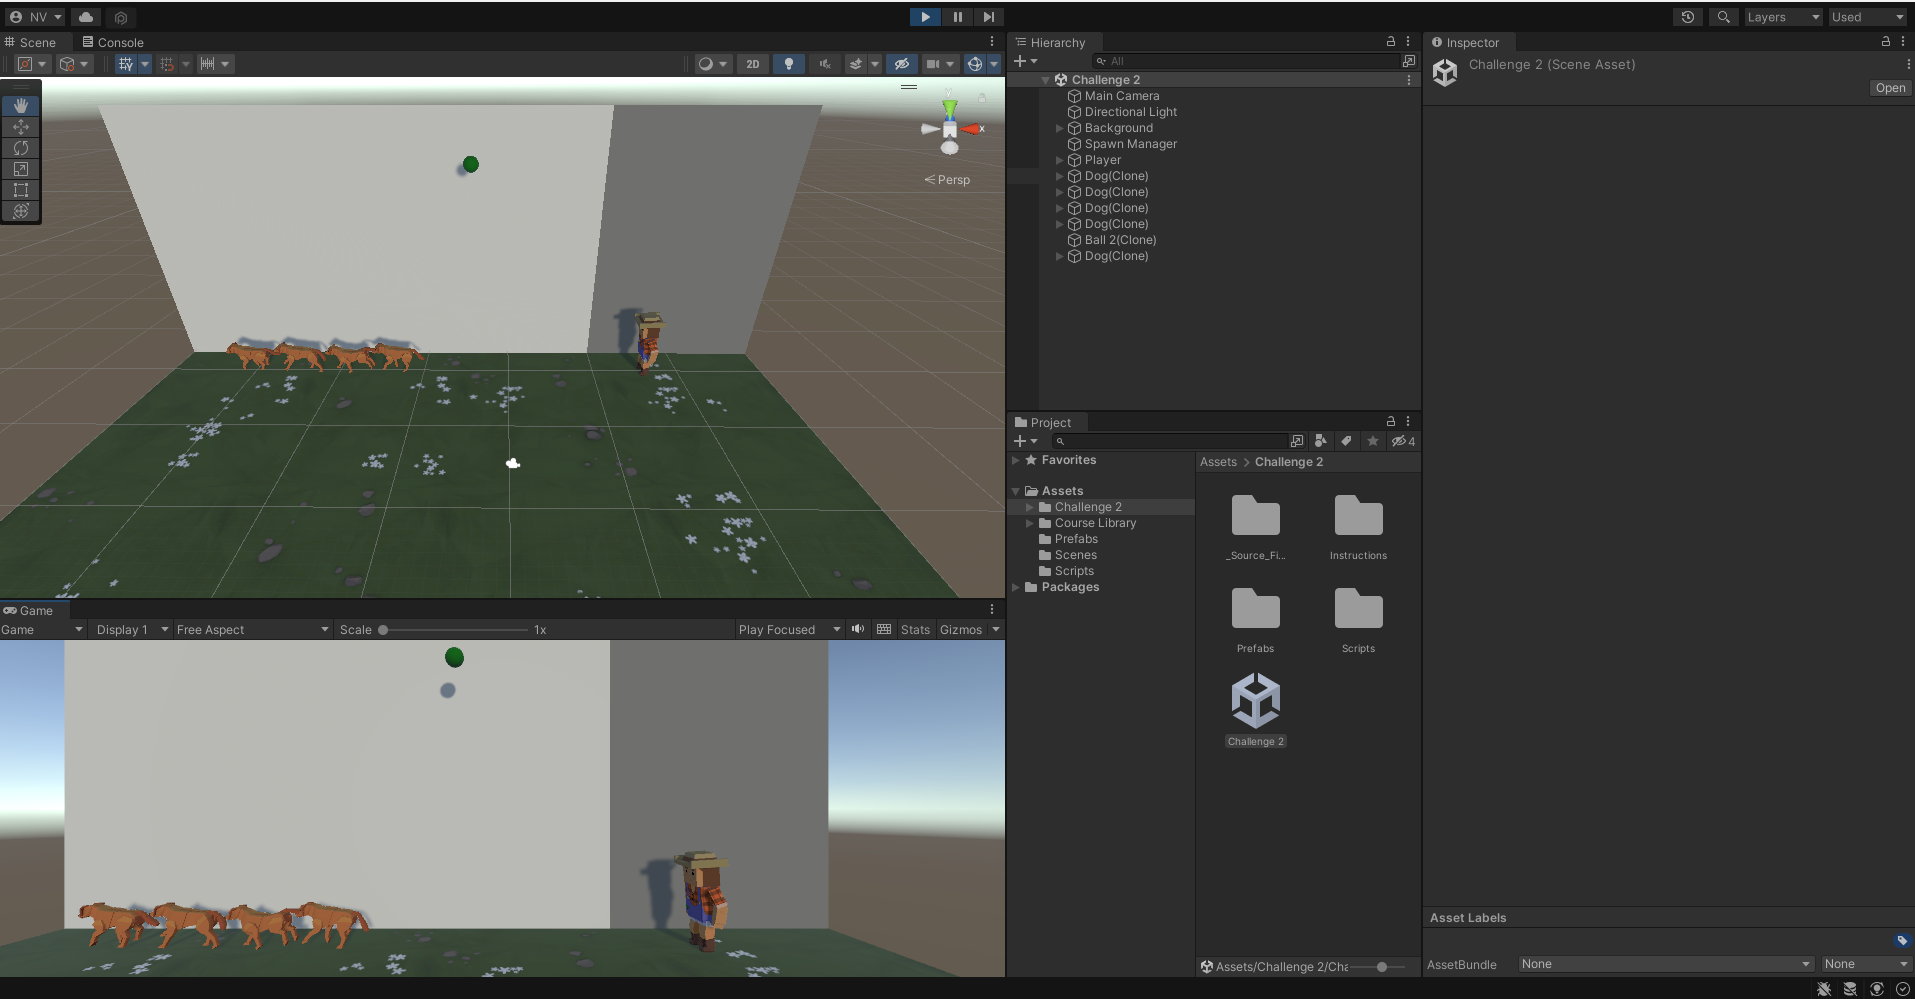 NV
Layers
Used
Scene
Console
2D
Y
x
Persp
Hierarchy
All
Challenge 2
Main Camera
Directional Light
Background
Spawn Manager
Player
Dog(Clone)
Dog(Clone)
Dog(Clone)
Dog(Clone)
Ball 2(Clone)
Dog(Clone)
Inspector
Challenge 2 (Scene Asset)
Open
Game
Game
Display 1
Free Aspect
Scale
1x
Play Focused
Stats
Gizmos
Project
4
Favorites
Assets
Challenge 2
Course Library
Prefabs
Scenes
Scripts
Packages
Assets > Challenge 2
_Source_Fi...
Instructions
Prefabs
Scripts
Challenge 2
Assets/Challenge 2/Cha
Asset Labels
AssetBundle
None
None